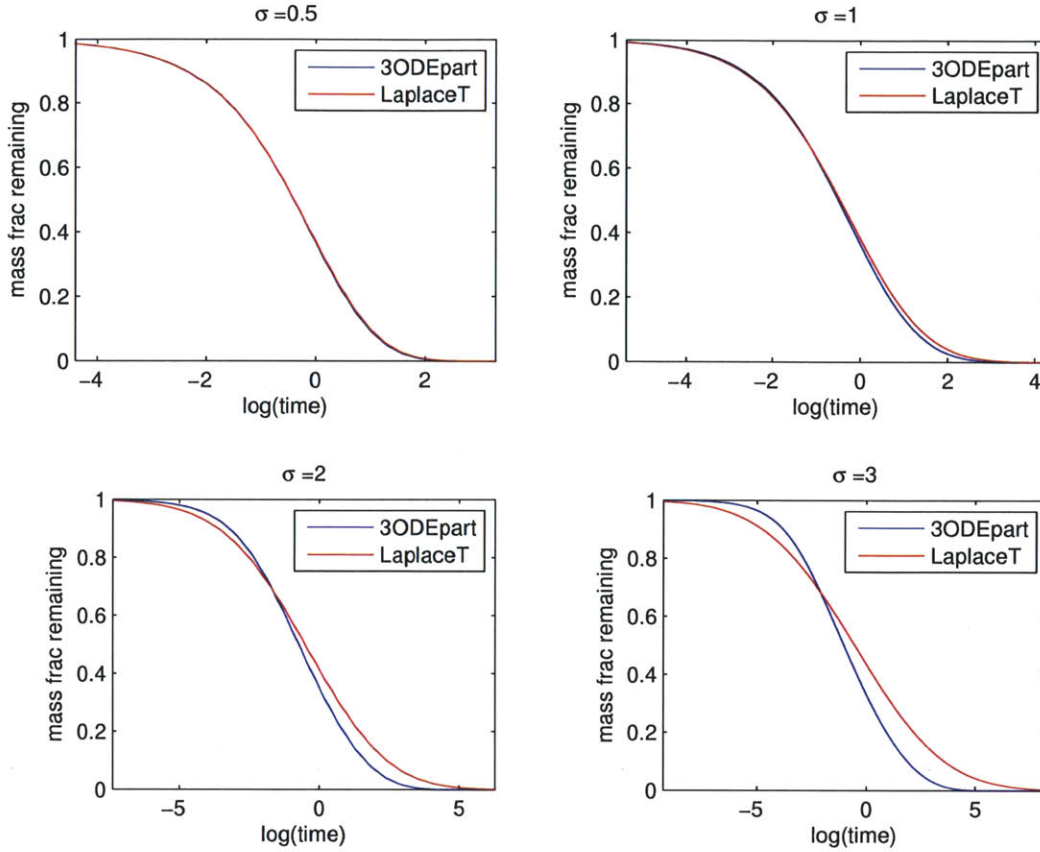 σ =0.5
1
0.8
0.6
0.4
0.2
0
mass frac remaining
3ODEpart
LaplaceT
−4
−2
0
2
log(time)
σ =1
1
0.8
0.6
0.4
0.2
0
mass frac remaining
3ODEpart
LaplaceT
−4
−2
0
2
4
log(time)
σ =2
1
0.8
0.6
0.4
0.2
0
mass frac remaining
3ODEpart
LaplaceT
−5
0
5
log(time)
σ =3
1
0.8
0.6
0.4
0.2
0
mass frac remaining
3ODEpart
LaplaceT
−5
0
5
log(time)